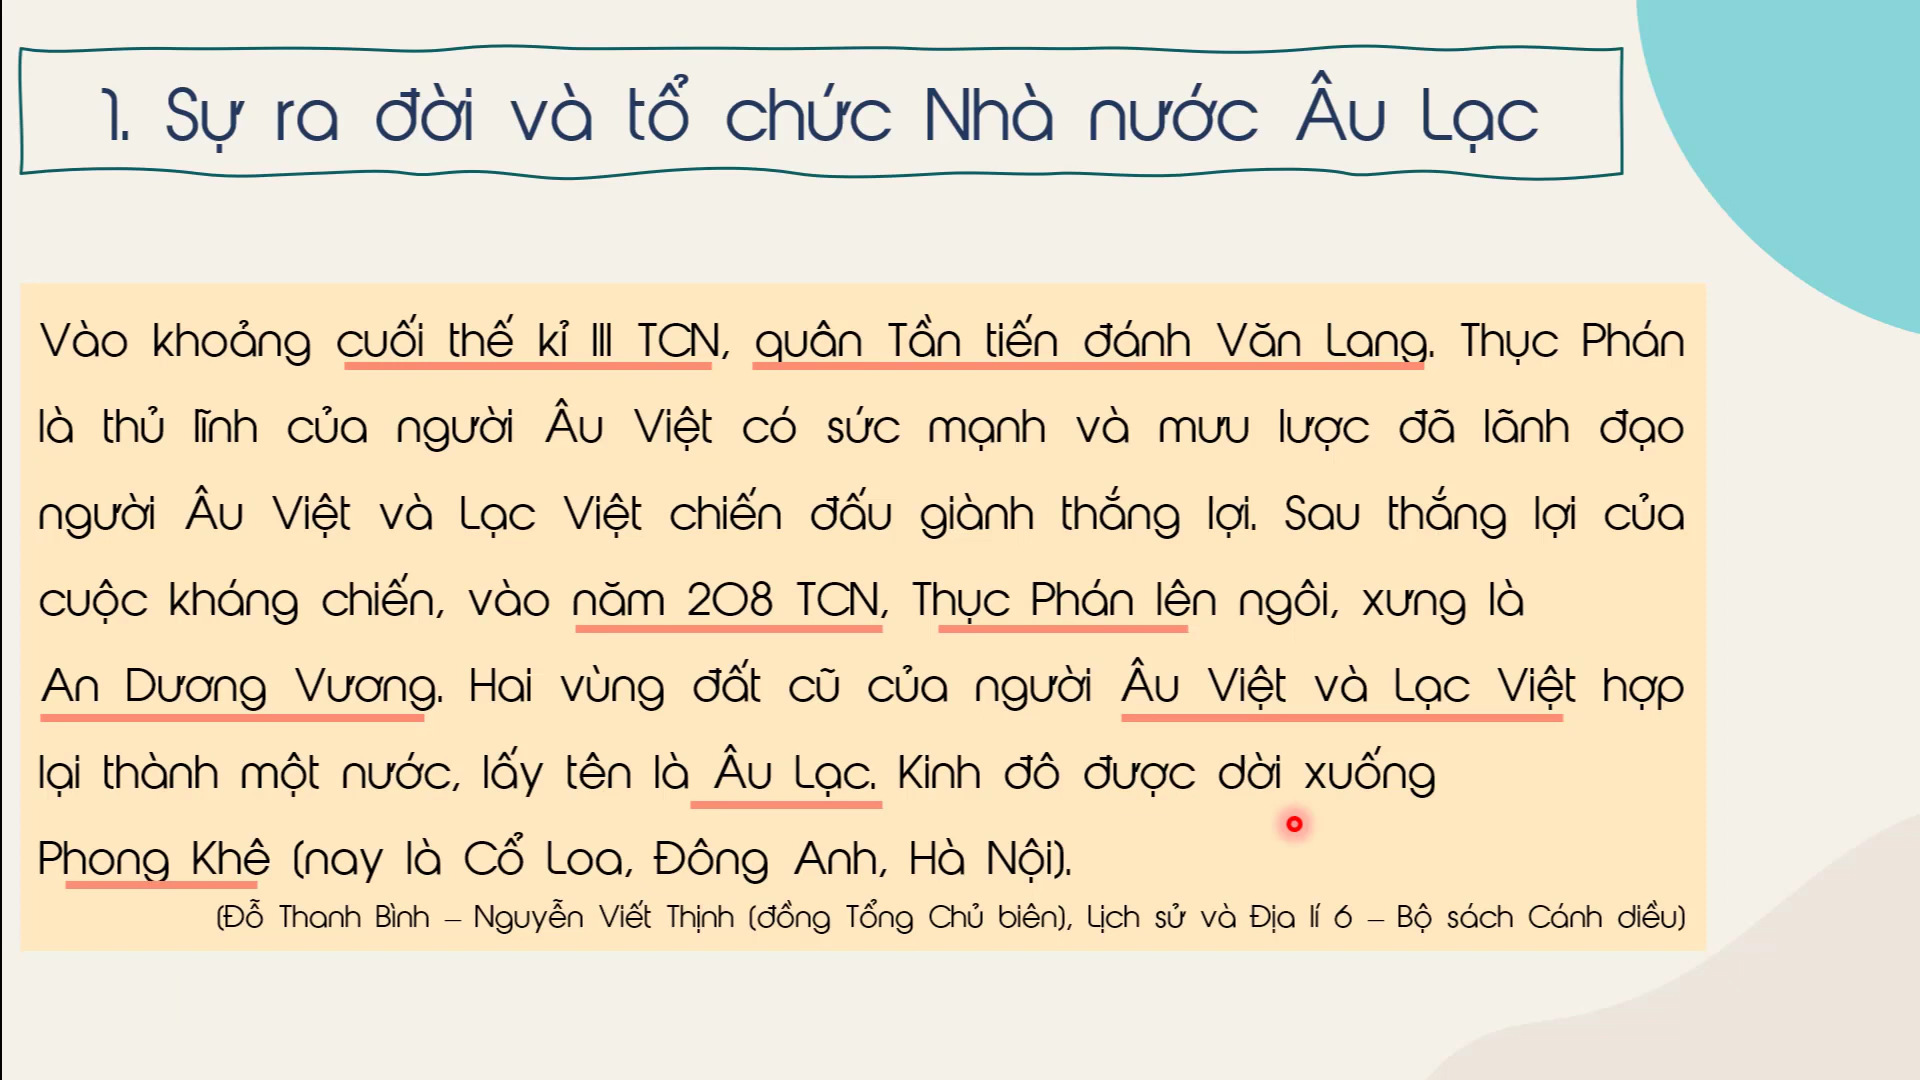 1. Sự ra đời và tổ chức Nhà nước Âu Lạc
Vào khoảng cuối thế kỉ III TCN, quân Tần tiến đánh Văn Lang. Thục Phán
là thủ lĩnh của người Âu Việt có sức mạnh và mưu lược đã lãnh đạo
người Âu Việt và Lạc Việt chiến đấu giành thắng lợi. Sau thắng lợi của
cuộc kháng chiến, vào năm 208 TCN, Thục Phán lên ngôi, xưng là
An Dương Vương. Hai vùng đất cũ của người Âu Việt và Lạc Việt hợp
lại thành một nước, lấy tên là Âu Lạc. Kinh đô được dời xuống
Phong Khê (nay là Cổ Loa, Đông Anh, Hà Nội).
(Đỗ Thanh Bình – Nguyễn Viết Thịnh (đồng Tổng Chủ biên), Lịch sử và Địa lí 6 – Bộ sách Cánh diều)